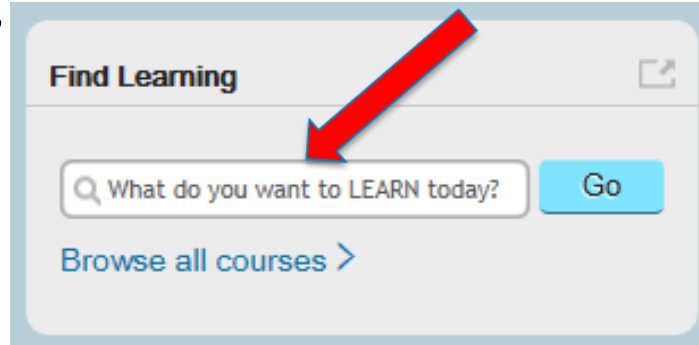 Find Learning
What do you want to LEARN today? Go
Browse all courses >